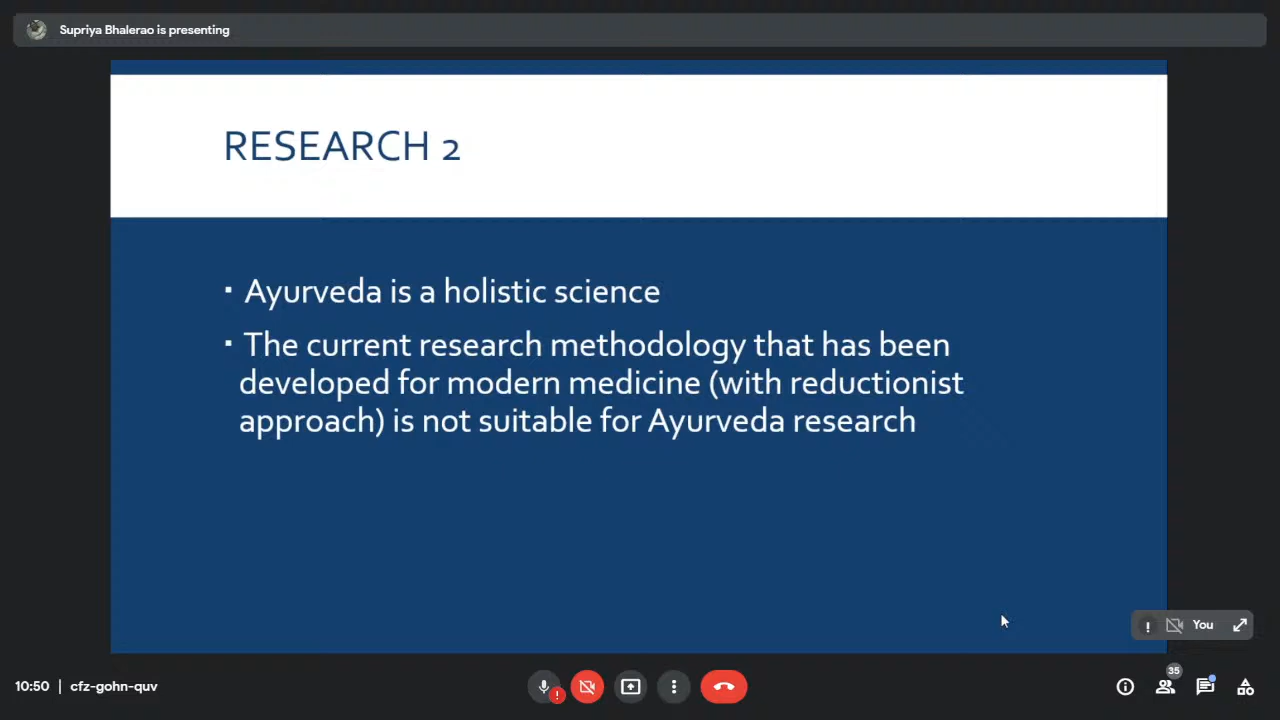 Supriya Bhalerao is presenting
RESEARCH 2
▪ Ayurveda is a holistic science
▪ The current research methodology that has been
developed for modern medicine (with reductionist
approach) is not suitable for Ayurveda research
You
35
10:50 | cfz-gohn-quv